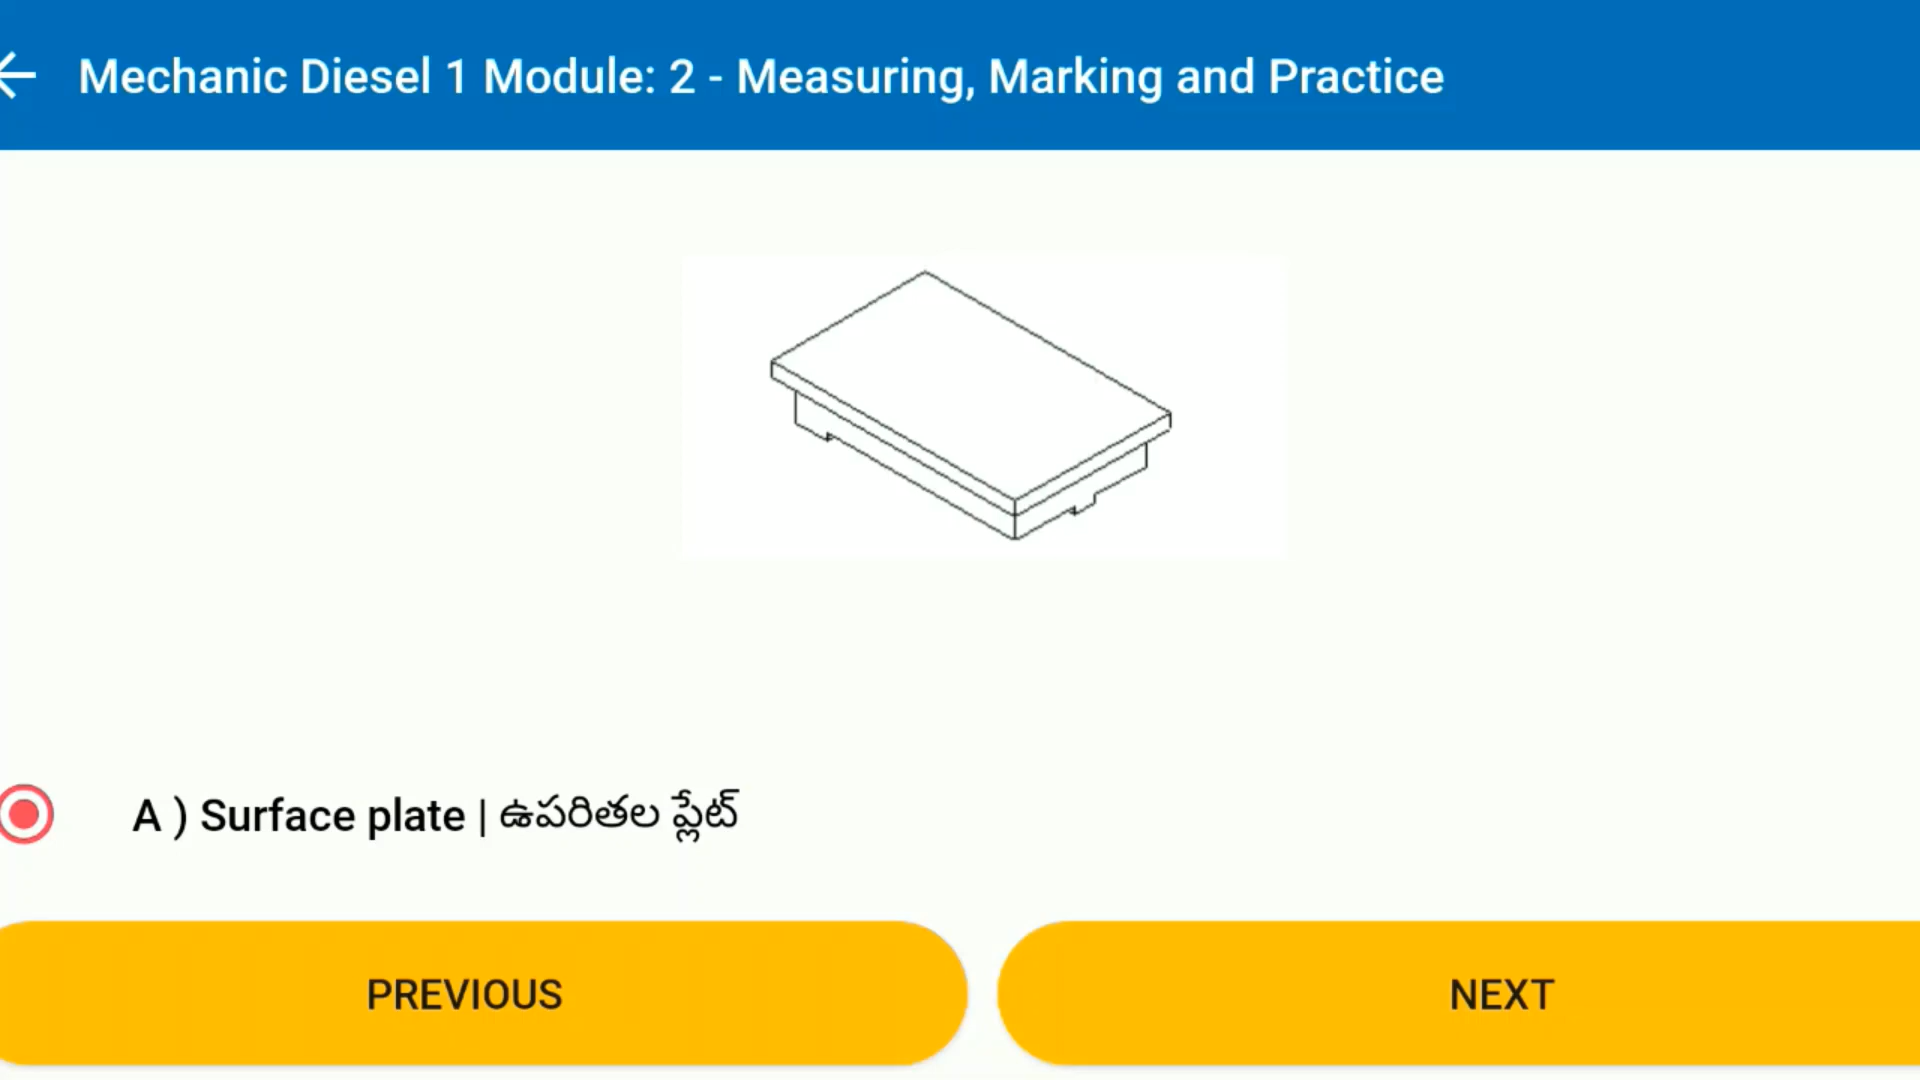 Mechanic Diesel 1 Module: 2 - Measuring, Marking and Practice
A ) Surface plate | ఉపరితల ప్లేట్
PREVIOUS
NEXT